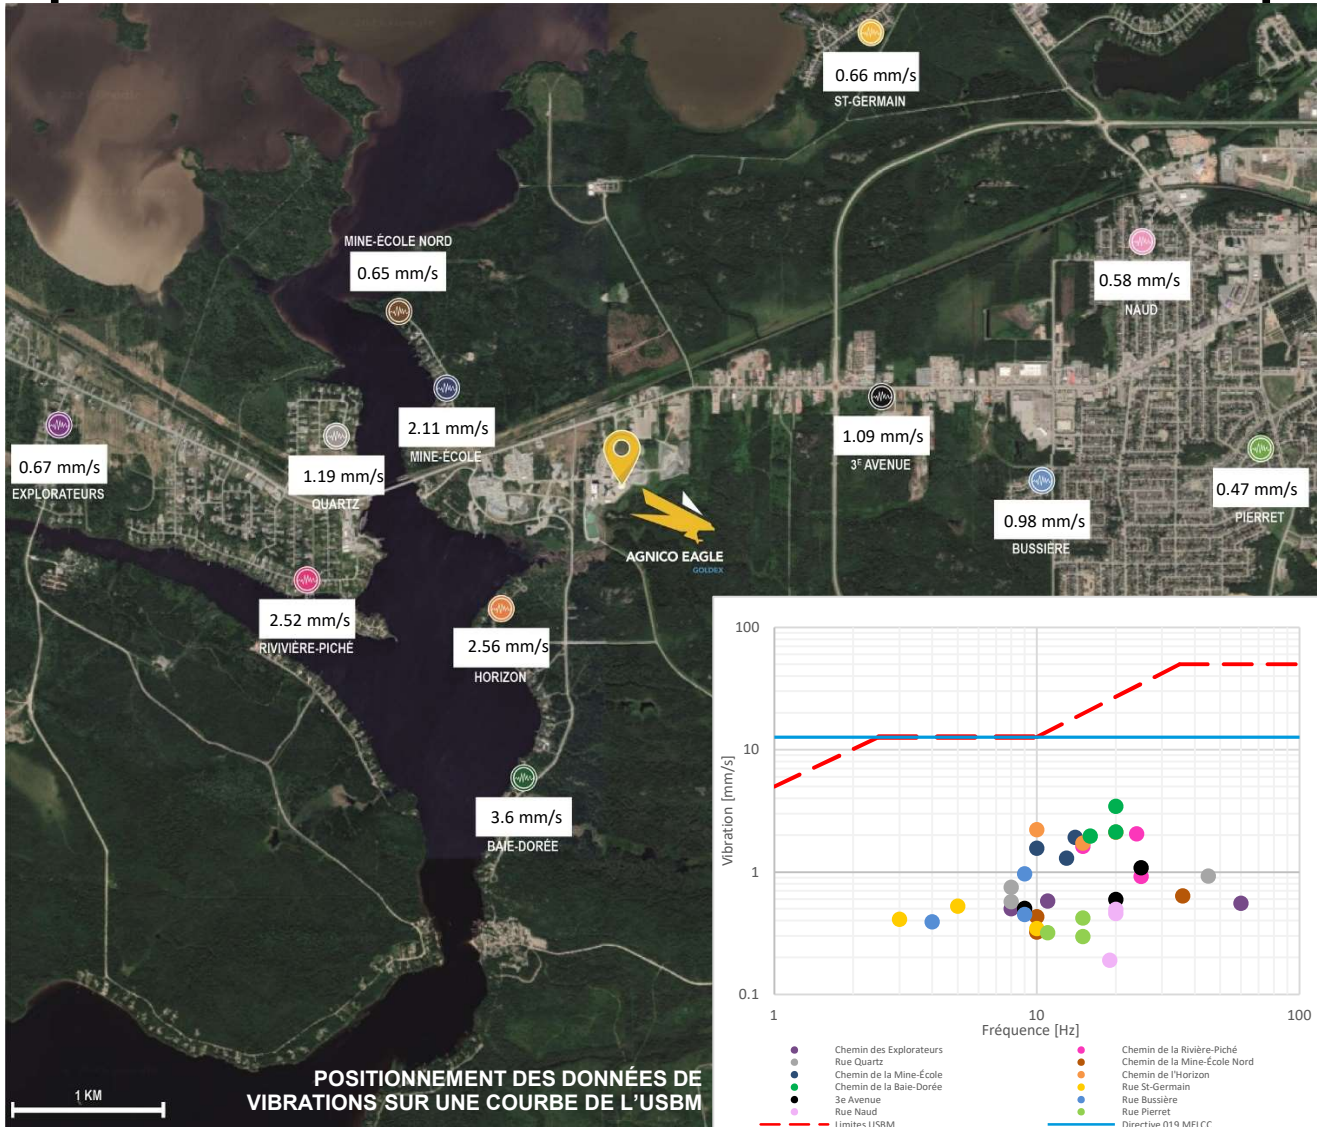 0.66 mm/s
ST-GERMAIN
MINE-ÉCOLE NORD
0.65 mm/s
0.58 mm/s
NAUD
2.11 mm/s
MINE-ÉCOLE
1.09 mm/s
3E AVENUE
0.67 mm/s
EXPLORATEURS
1.19 mm/s
QUARTZ
0.47 mm/s
PIERRET
0.98 mm/s
BUSSIÈRE
AGNICO EAGLE
GOLDEX
2.52 mm/s
RIVIVIÈRE-PICHÉ
2.56 mm/s
HORIZON
3.6 mm/s
BAIE-DORÉE
100
10
1
0.1
Vibration [mm/s]
1
10
100
Fréquence [Hz]
Chemin des Explorateurs
Chemin de la Rivière-Piché
Rue Quartz
Chemin de la Mine-École Nord
Chemin de la Mine-École
Chemin de l'Horizon
Chemin de la Baie-Dorée
Rue St-Germain
3e Avenue
Rue Bussière
Rue Naud
Rue Pierret
Limites USBM
Directive 019 MELCC
POSITIONNEMENT DES DONNÉES DE
VIBRATIONS SUR UNE COURBE DE L'USBM
1 KM